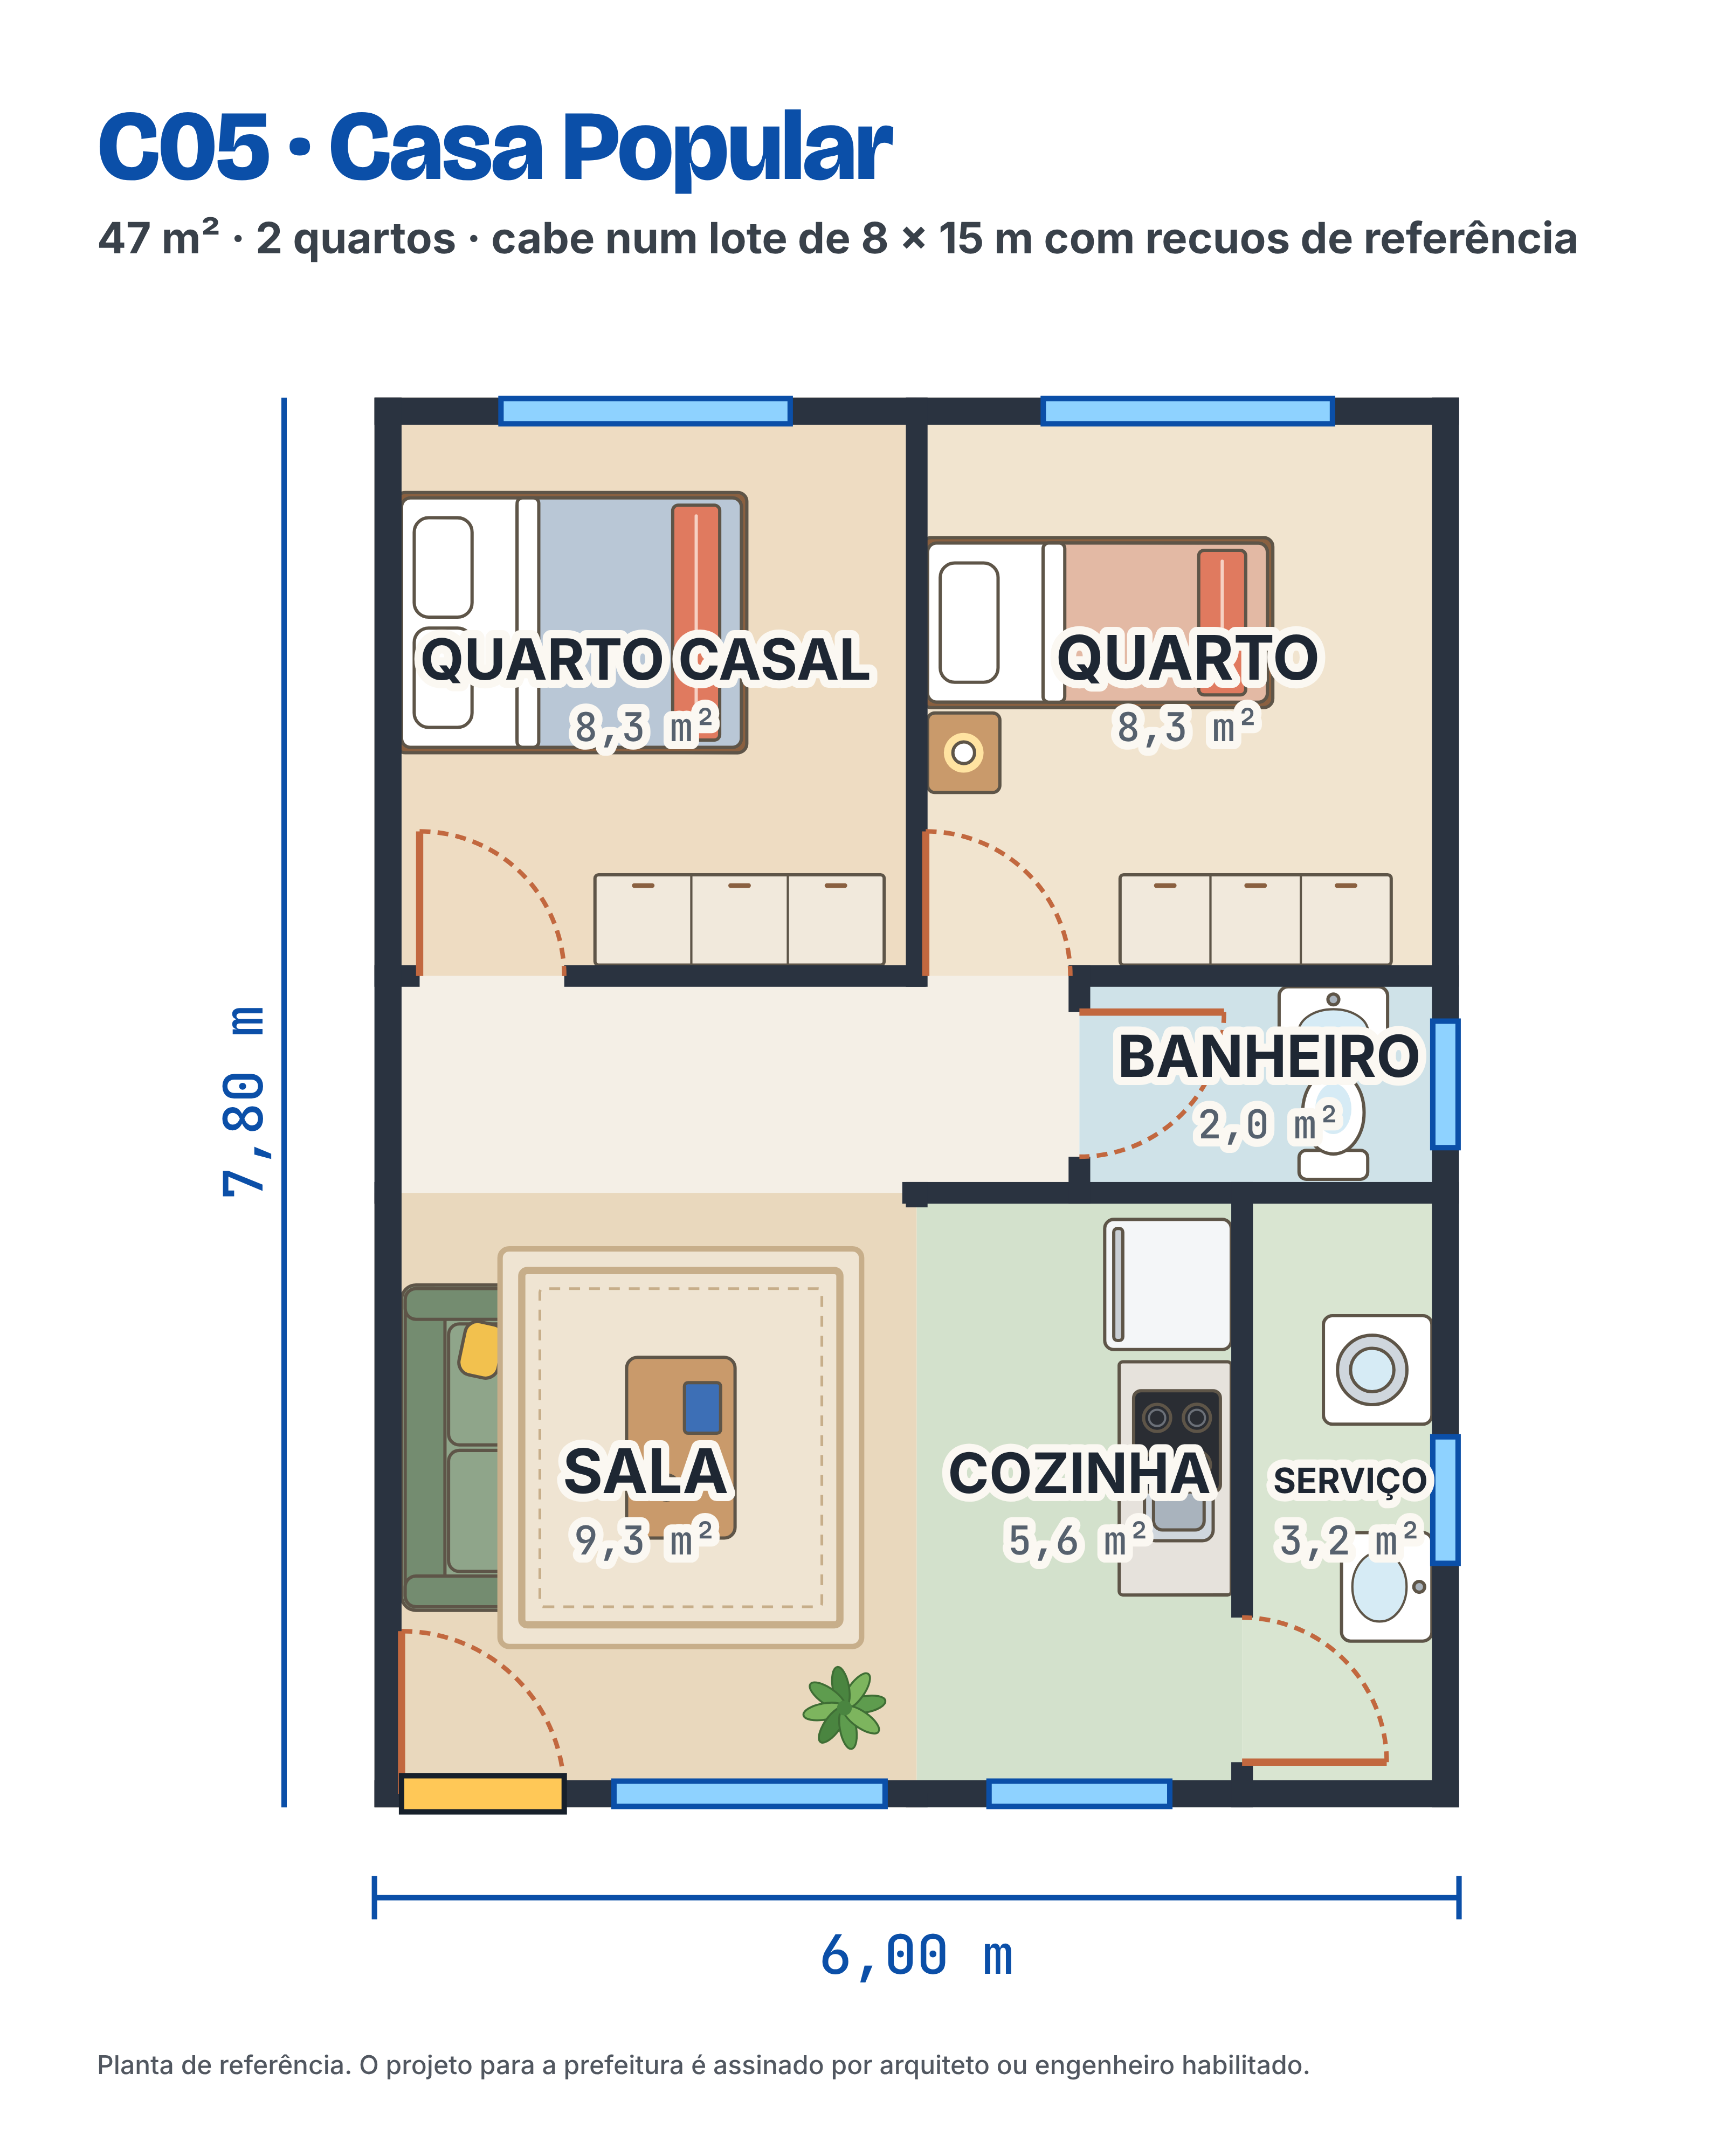 C05 · Casa Popular
47 m² · 2 quartos · cabe num lote de 8 × 15 m com recuos de referência
QUARTO CASAL
8,3 m²
QUARTO
8,3 m²
7,80 m
BANHEIRO
2,0 m²
SALA
9,3 m²
COZINHA
5,6 m²
SERVIÇO
3,2 m²
6,00 m
Planta de referência. O projeto para a prefeitura é assinado por arquiteto ou engenheiro habilitado.